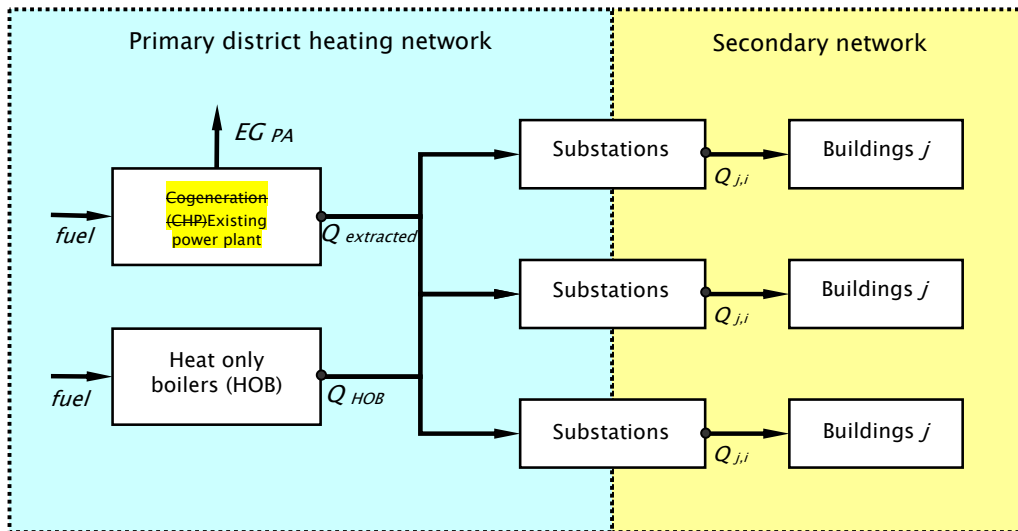 Primary district heating network
Secondary network
EG PA
Cogeneration
(CHP)Existing
power plant
fuel
Q extracted
Heat only
boilers (HOB)
fuel
Q HOB
Substations
Q j,i
Buildings j
Substations
Q j,i
Buildings j
Substations
Q j,i
Buildings j